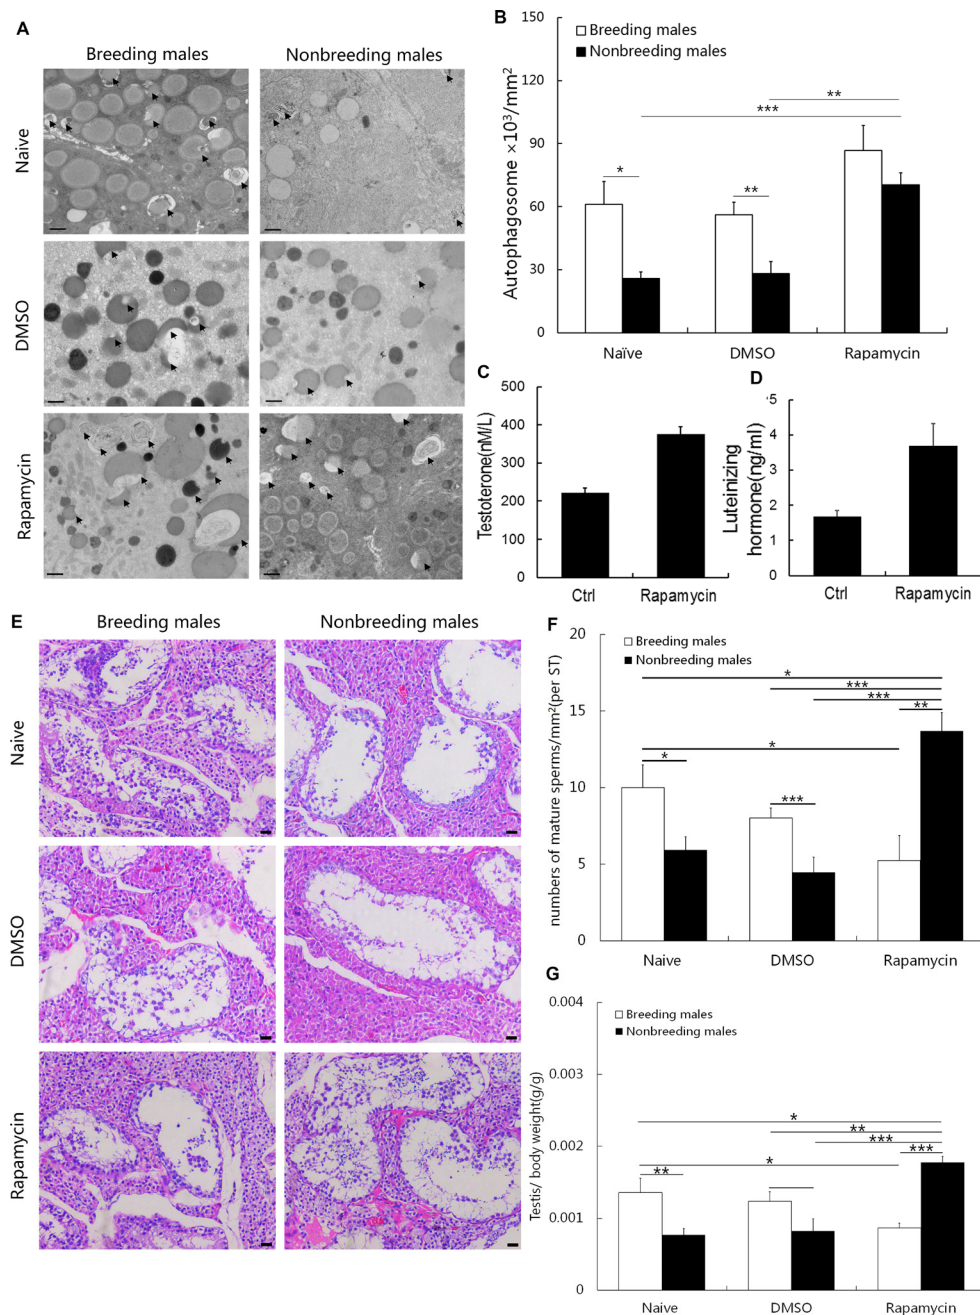 A
Breeding males Nonbreeding males
Naive
DMSO
Rapamycin
B
150
120
90
60
30
0
Autophagosome ×10³/mm²
Breeding males
Nonbreeding males
***
**
*
**
Naïve DMSO Rapamycin
C
500
400
300
200
100
0
Testoterone(nM/L)
Ctrl Rapamycin
D
5
4
3
2
1
0
Luteinizing
hormone(ng/ml)
Ctrl Rapamycin
E
Breeding males Nonbreeding males
Naive
DMSO
Rapamycin
F
20
15
10
5
0
numbers of mature sperms/mm²(per ST)
Breeding males
Nonbreeding males
*
***
***
**
*
*
***
Naive DMSO Rapamycin
G
0.004
0.003
0.002
0.001
0
Testis/ body weight(g/g)
Breeding males
Nonbreeding males
*
**
***
***
*
**
Naive DMSO Rapamycin